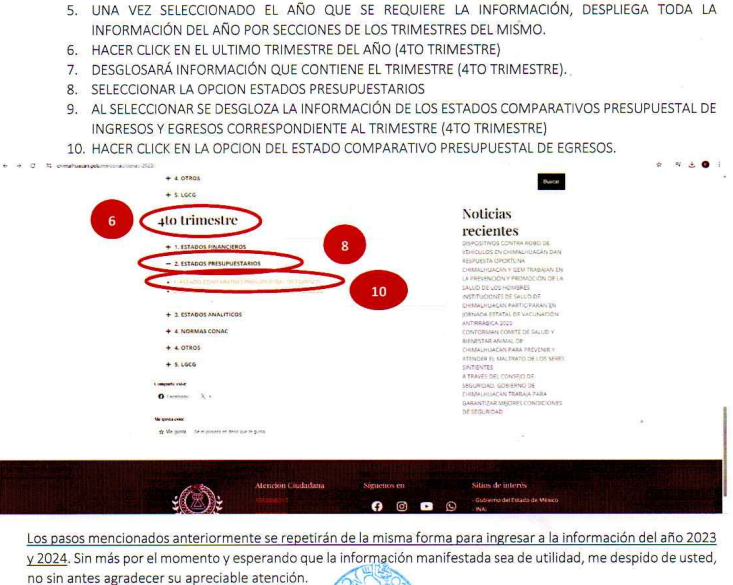 5. UNA VEZ SELECCIONADO EL AÑO QUE SE REQUIERE LA INFORMACIÓN, DESPLIEGA TODA LA
INFORMACIÓN DEL AÑO POR SECCIONES DE LOS TRIMESTRES DEL MISMO.
6. HACER CLICK EN EL ULTIMO TRIMESTRE DEL AÑO (4TO TRIMESTRE)
7. DESGLOSARÁ INFORMACIÓN QUE CONTIENE EL TRIMESTRE (4TO TRIMESTRE).
8. SELECCIONAR LA OPCION ESTADOS PRESUPUESTARIOS
9. AL SELECCIONAR SE DESGLOZA LA INFORMACIÓN DE LOS ESTADOS COMPARATIVOS PRESUPUESTAL DE
INGRESOS Y EGRESOS CORRESPONDIENTE AL TRIMESTRE (4TO TRIMESTRE)
10. HACER CLICK EN LA OPCION DEL ESTADO COMPARATIVO PRESUPUESTAL DE EGRESOS.
+ 4. OTROS
+ 5. LGCG
Buscar
6
4to trimestre
+ 1. ESTADOS FINANCIEROS
8
− 2. ESTADOS PRESUPUESTARIOS
1. ESTADO COMPARATIVO PRESUPUESTAL DE EGRESOS
10
+ 3. ESTADOS ANALITICOS
+ 4. NORMAS CONAC
+ 4. OTROS
+ 5. LGCG
Comparte esto:
Facebook X
Me gusta esto:
Me gusta
Noticias
recientes
DISPOSITIVOS CONTRA ROBO DE
VEHÍCULOS EN CHIMALHUACÁN DAN
RESPUESTA OPORTUNA
CHIMALHUACÁN Y GEM TRABAJAN EN
LA PREVENCIÓN Y PROMOCIÓN DE LA
SALUD DE LOS HOMBRES
INSTITUCIONES DE SALUD DE
CHIMALHUACÁN PARTICIPARÁN EN
JORNADA ESTATAL DE VACUNACIÓN
ANTIRRÁBICA 2025
CONFORMAN COMITÉ DE SALUD Y
BIENESTAR ANIMAL DE
CHIMALHUACÁN PARA PREVENIR Y
ATENDER EL MALTRATO DE LOS SERES
SINTIENTES
A TRAVÉS DEL CONSEJO DE
SEGURIDAD, GOBIERNO DE
CHIMALHUACÁN TRABAJA PARA
GARANTIZAR MEJORES CONDICIONES
DE SEGURIDAD
Atención Ciudadana
Síguenos en
Sitios de interés
- Gobierno del Estado de México
- INAI
Los pasos mencionados anteriormente se repetirán de la misma forma para ingresar a la información del año 2023
y 2024. Sin más por el momento y esperando que la información manifestada sea de utilidad, me despido de usted,
no sin antes agradecer su apreciable atención.